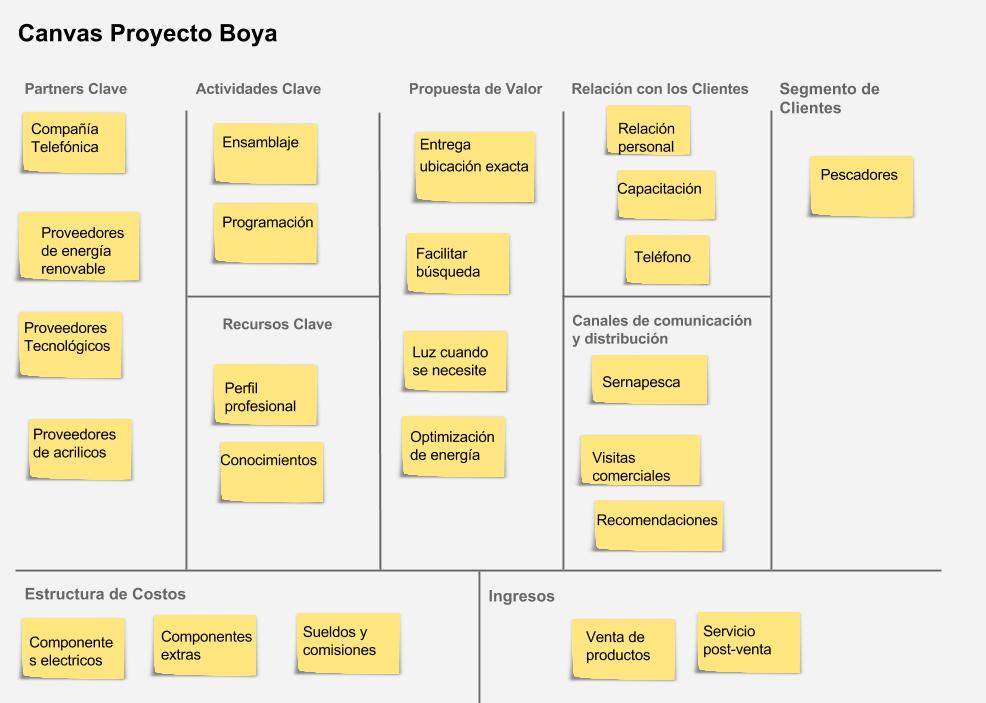 Canvas Proyecto Boya
Partners Clave
Compañía
Telefónica
Proveedores
de energía
renovable
Proveedores
Tecnológicos
Proveedores
de acrilicos
Actividades Clave
Ensamblaje
Programación
Recursos Clave
Perfil
profesional
Conocimientos
Propuesta de Valor
Entrega
ubicación exacta
Facilitar
búsqueda
Luz cuando
se necesite
Optimización
de energía
Relación con los Clientes
Relación
personal
Capacitación
Teléfono
Canales de comunicación
y distribución
Sernapesca
Visitas
comerciales
Recomendaciones
Segmento de
Clientes
Pescadores
Estructura de Costos
Componente
s electricos
Componentes
extras
Sueldos y
comisiones
Ingresos
Venta de
productos
Servicio
post-venta